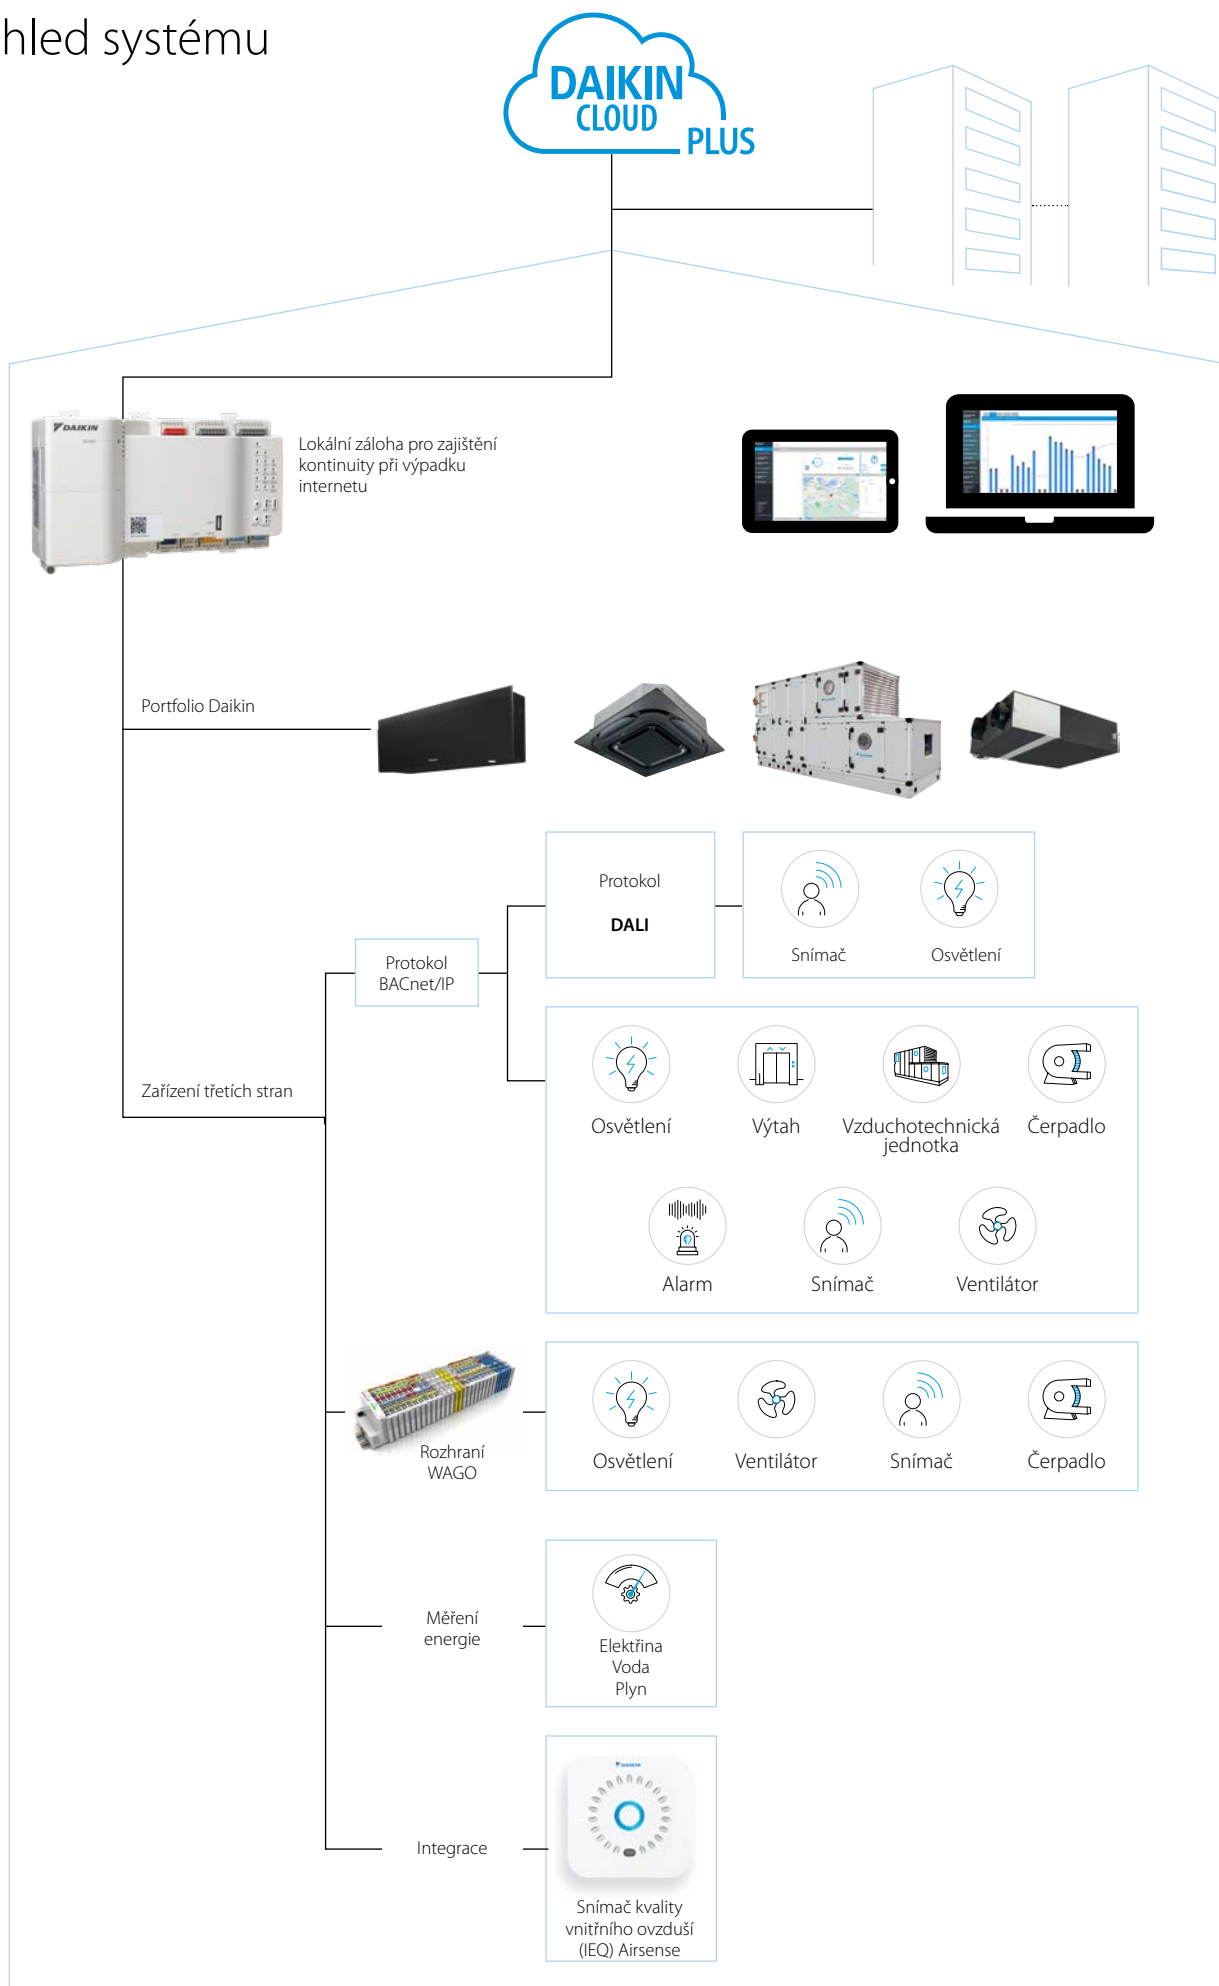 hled systému
DAIKIN
CLOUD
PLUS
DAIKIN
Lokální záloha pro zajištění
kontinuity při výpadku
internetu
Portfolio Daikin
Protokol
DALI
Snímač
Osvětlení
Protokol
BACnet/IP
Osvětlení
Výtah
Vzduchotechnická
jednotka
Čerpadlo
Zařízení třetích stran
Alarm
Snímač
Ventilátor
Rozhraní
WAGO
Osvětlení
Ventilátor
Snímač
Čerpadlo
Měření
energie
Elektřina
Voda
Plyn
Integrace
DAIKIN
Snímač kvality
vnitřního ovzduší
(IEQ) Airsense